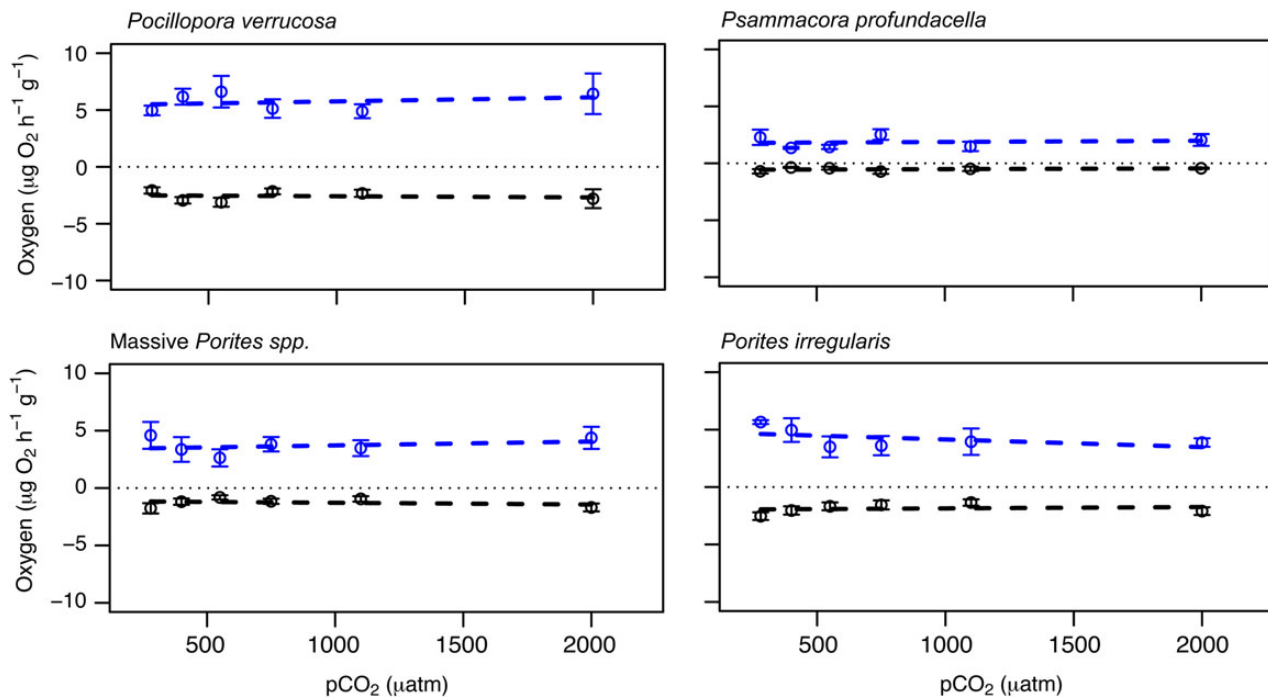 Pocillopora verrucosa
Psammacora profundacella
Oxygen (μg O₂ h⁻¹ g⁻¹)
10
5
0
−5
−10
Massive Porites spp.
Porites irregularis
Oxygen (μg O₂ h⁻¹ g⁻¹)
10
5
0
−5
−10
500 1000 1500 2000
500 1000 1500 2000
pCO₂ (μatm)
pCO₂ (μatm)